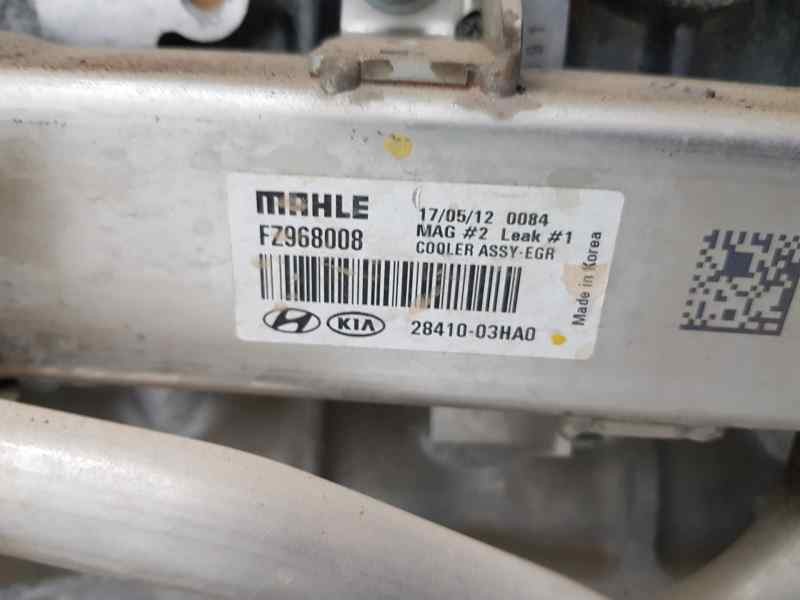 MAHLE
FZ968008
17/05/12 0084
MAG #2 Leak #1
COOLER ASSY-EGR
Made in Korea
KIA
28410-03HA0